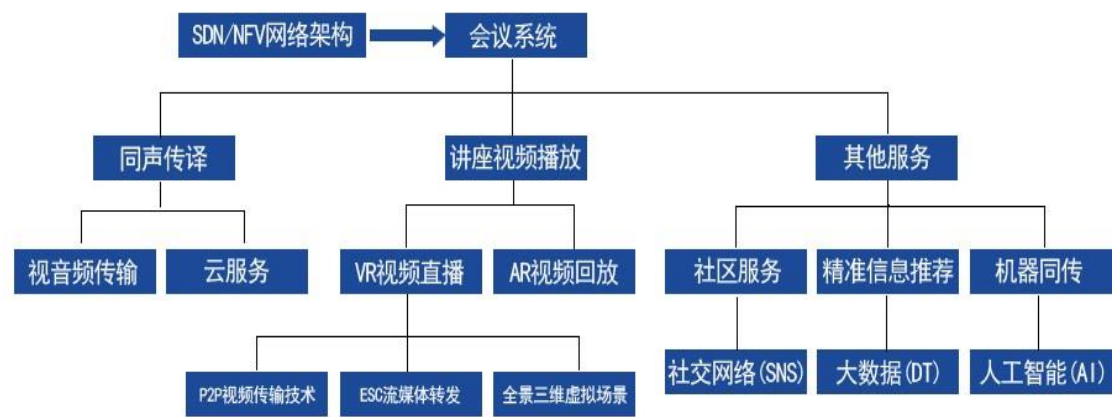 SDN/NFV网络架构
会议系统
同声传译
讲座视频播放
其他服务
视音频传输
云服务
VR视频直播
AR视频回放
社区服务
精准信息推荐
机器同传
P2P视频传输技术
ESC流媒体转发
全景三维虚拟场景
社交网络(SNS)
大数据(DT)
人工智能(AI)